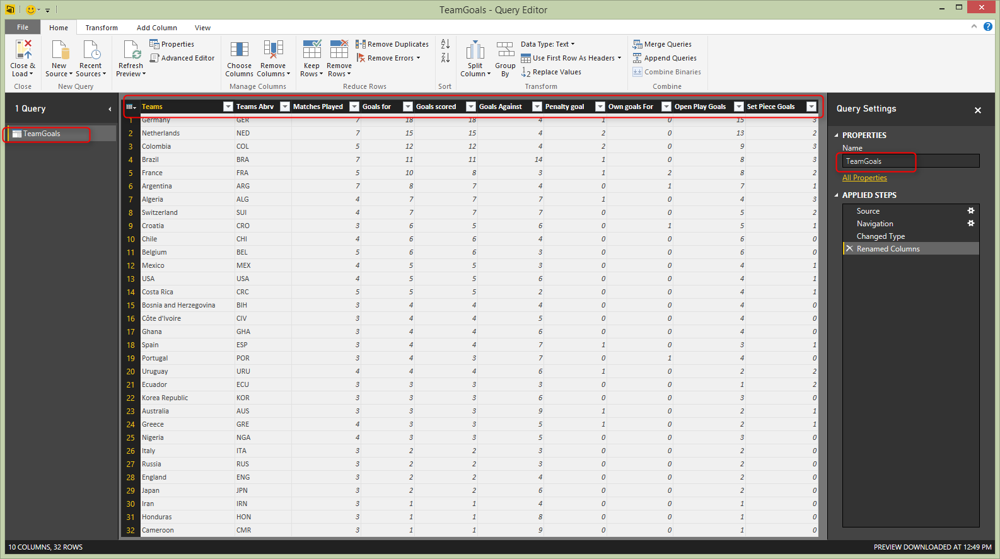 TeamGoals - Query Editor
File Home Transform Add Column View
Close & Load
New Source
Recent Sources
Refresh Preview
Properties
Advanced Editor
Choose Columns
Remove Columns
Keep Rows
Remove Rows
Remove Duplicates
Remove Errors
Split Column
Group By
Data Type: Text
Use First Row As Headers
Replace Values
Merge Queries
Append Queries
Combine Binaries
Close New Query Manage Columns Reduce Rows Sort Transform Combine
1 Query
TeamGoals
Teams Teams Abrv Matches Played Goals for Goals scored Goals Against Penalty goal Own goals For Open Play Goals Set Piece Goals
1 Germany GER 7 18 18 4 1 0 15 3
2 Netherlands NED 7 15 15 4 2 0 13 2
3 Colombia COL 5 12 12 4 2 0 9 3
4 Brazil BRA 7 11 11 14 1 0 8 3
5 France FRA 5 10 8 3 1 2 8 2
6 Argentina ARG 7 8 7 4 0 1 7 1
7 Algeria ALG 4 7 7 7 1 0 4 3
8 Switzerland SUI 4 7 7 7 0 0 5 2
9 Croatia CRO 3 6 5 6 0 1 5 1
10 Chile CHI 4 6 6 4 0 0 6 0
11 Belgium BEL 5 6 6 3 0 0 6 0
12 Mexico MEX 4 5 5 3 0 0 4 1
13 USA USA 4 5 5 6 0 0 4 1
14 Costa Rica CRC 5 5 5 2 0 0 4 1
15 Bosnia and Herzegovina BIH 3 4 4 4 0 0 4 0
16 Côte d'Ivoire CIV 3 4 4 5 0 0 4 0
17 Ghana GHA 3 4 4 6 0 0 4 0
18 Spain ESP 3 4 4 7 1 0 3 1
19 Portugal POR 3 4 3 7 0 1 4 0
20 Uruguay URU 4 4 4 6 1 0 2 2
21 Ecuador ECU 3 3 3 3 0 0 1 2
22 Korea Republic KOR 3 3 3 6 0 0 3 0
23 Australia AUS 3 3 3 9 1 0 2 1
24 Greece GRE 4 3 3 5 1 0 2 1
25 Nigeria NGA 4 3 3 5 0 0 3 0
26 Italy ITA 3 2 2 3 0 0 2 0
27 Russia RUS 3 2 2 3 0 0 2 0
28 England ENG 3 2 2 4 0 0 2 0
29 Japan JPN 3 2 2 6 0 0 2 0
30 Iran IRN 3 1 1 4 0 0 1 0
31 Honduras HON 3 1 1 8 0 0 1 0
32 Cameroon CMR 3 1 1 9 0 0 1 0
Query Settings
PROPERTIES
Name
TeamGoals
All Properties
APPLIED STEPS
Source
Navigation
Changed Type
Renamed Columns
10 COLUMNS, 32 ROWS
PREVIEW DOWNLOADED AT 12:49 PM